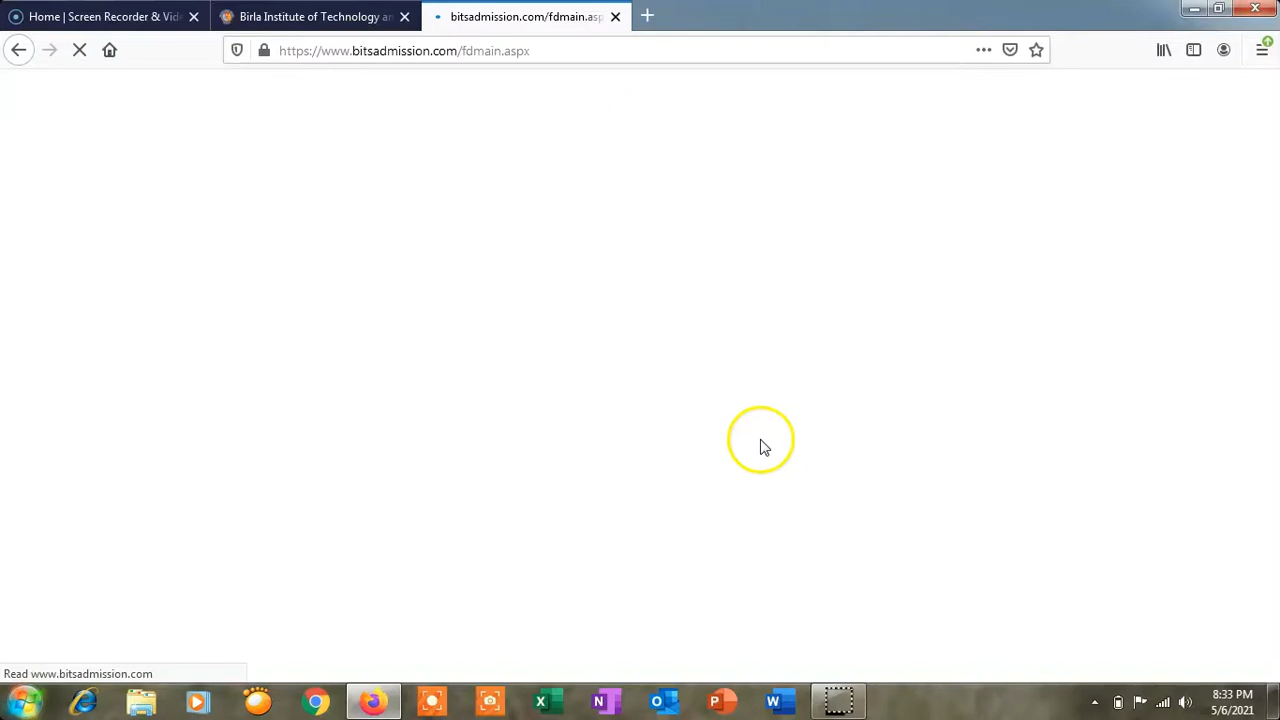 Home | Screen Recorder & Vid
Birla Institute of Technology an
bitsadmission.com/fdmain.asp
https://www.bitsadmission.com/fdmain.aspx
Read www.bitsadmission.com
8:33 PM
5/6/2021